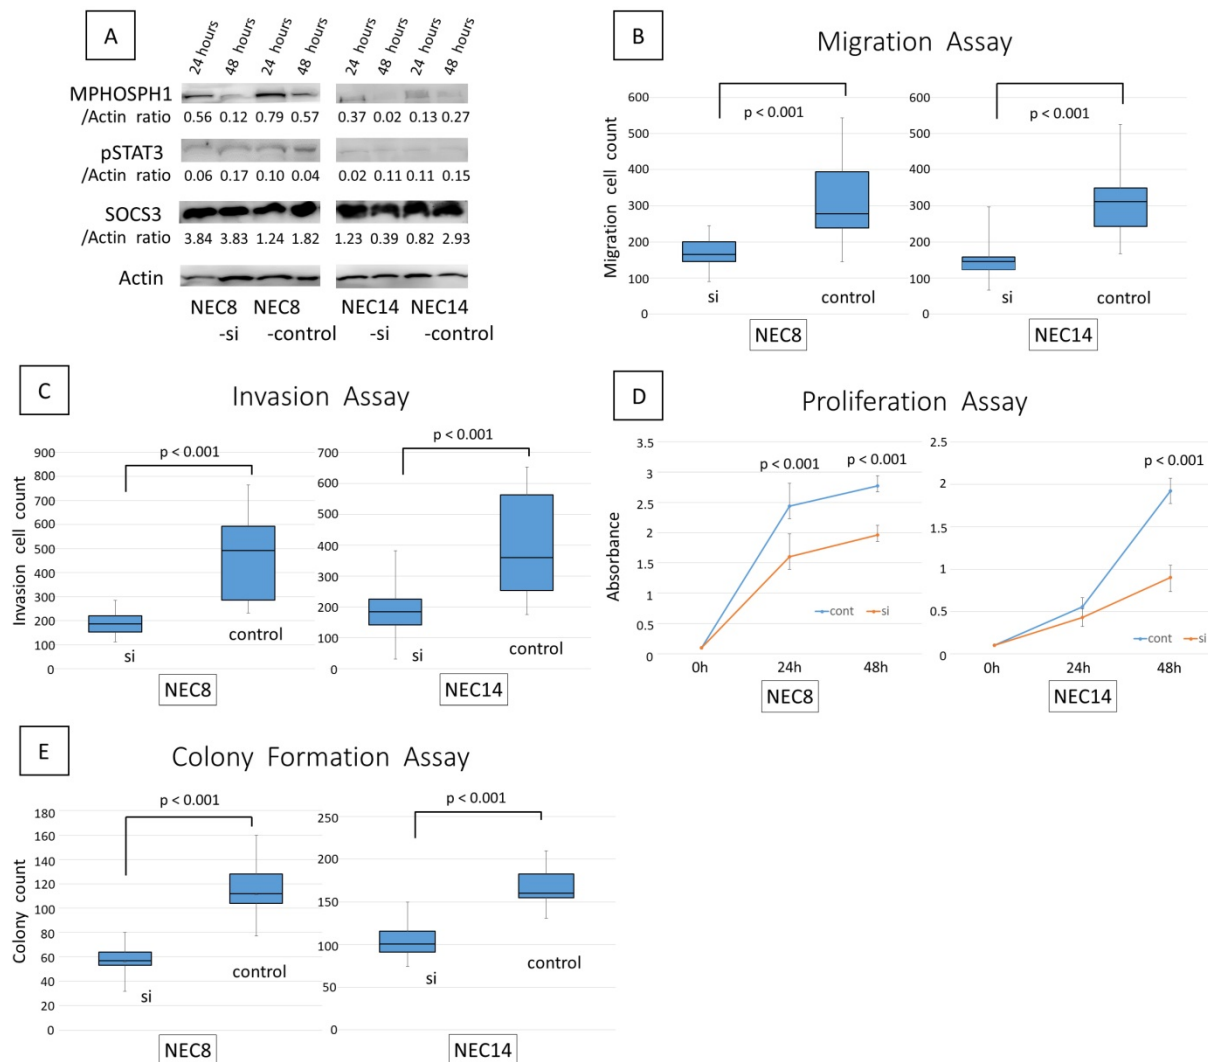 A
24 hours 48 hours 24 hours 48 hours 24 hours 48 hours 24 hours 48 hours
MPHOSPH1
/Actin ratio 0.56 0.12 0.79 0.57 0.37 0.02 0.13 0.27
pSTAT3
/Actin ratio 0.06 0.17 0.10 0.04 0.02 0.11 0.11 0.15
SOCS3
/Actin ratio 3.84 3.83 1.24 1.82 1.23 0.39 0.82 2.93
Actin
NEC8 NEC8 NEC14 NEC14
-si -control -si -control
B
Migration Assay
Migration cell count
600
500
400
300
200
100
0
p < 0.001
si
control
NEC8
600
500
400
300
200
100
0
p < 0.001
si
control
NEC14
C
Invasion Assay
Invasion cell count
900
800
700
600
500
400
300
200
100
0
p < 0.001
si
control
NEC8
700
600
500
400
300
200
100
0
p < 0.001
si
control
NEC14
D
Proliferation Assay
Absorbance
3.5
3
2.5
2
1.5
1
0.5
0
p < 0.001
p < 0.001
cont si
0h 24h 48h
NEC8
2.5
2
1.5
1
0.5
0
p < 0.001
cont si
0h 24h 48h
NEC14
E
Colony Formation Assay
Colony count
180
160
140
120
100
80
60
40
20
0
p < 0.001
si
control
NEC8
250
200
150
100
50
0
p < 0.001
si
control
NEC14